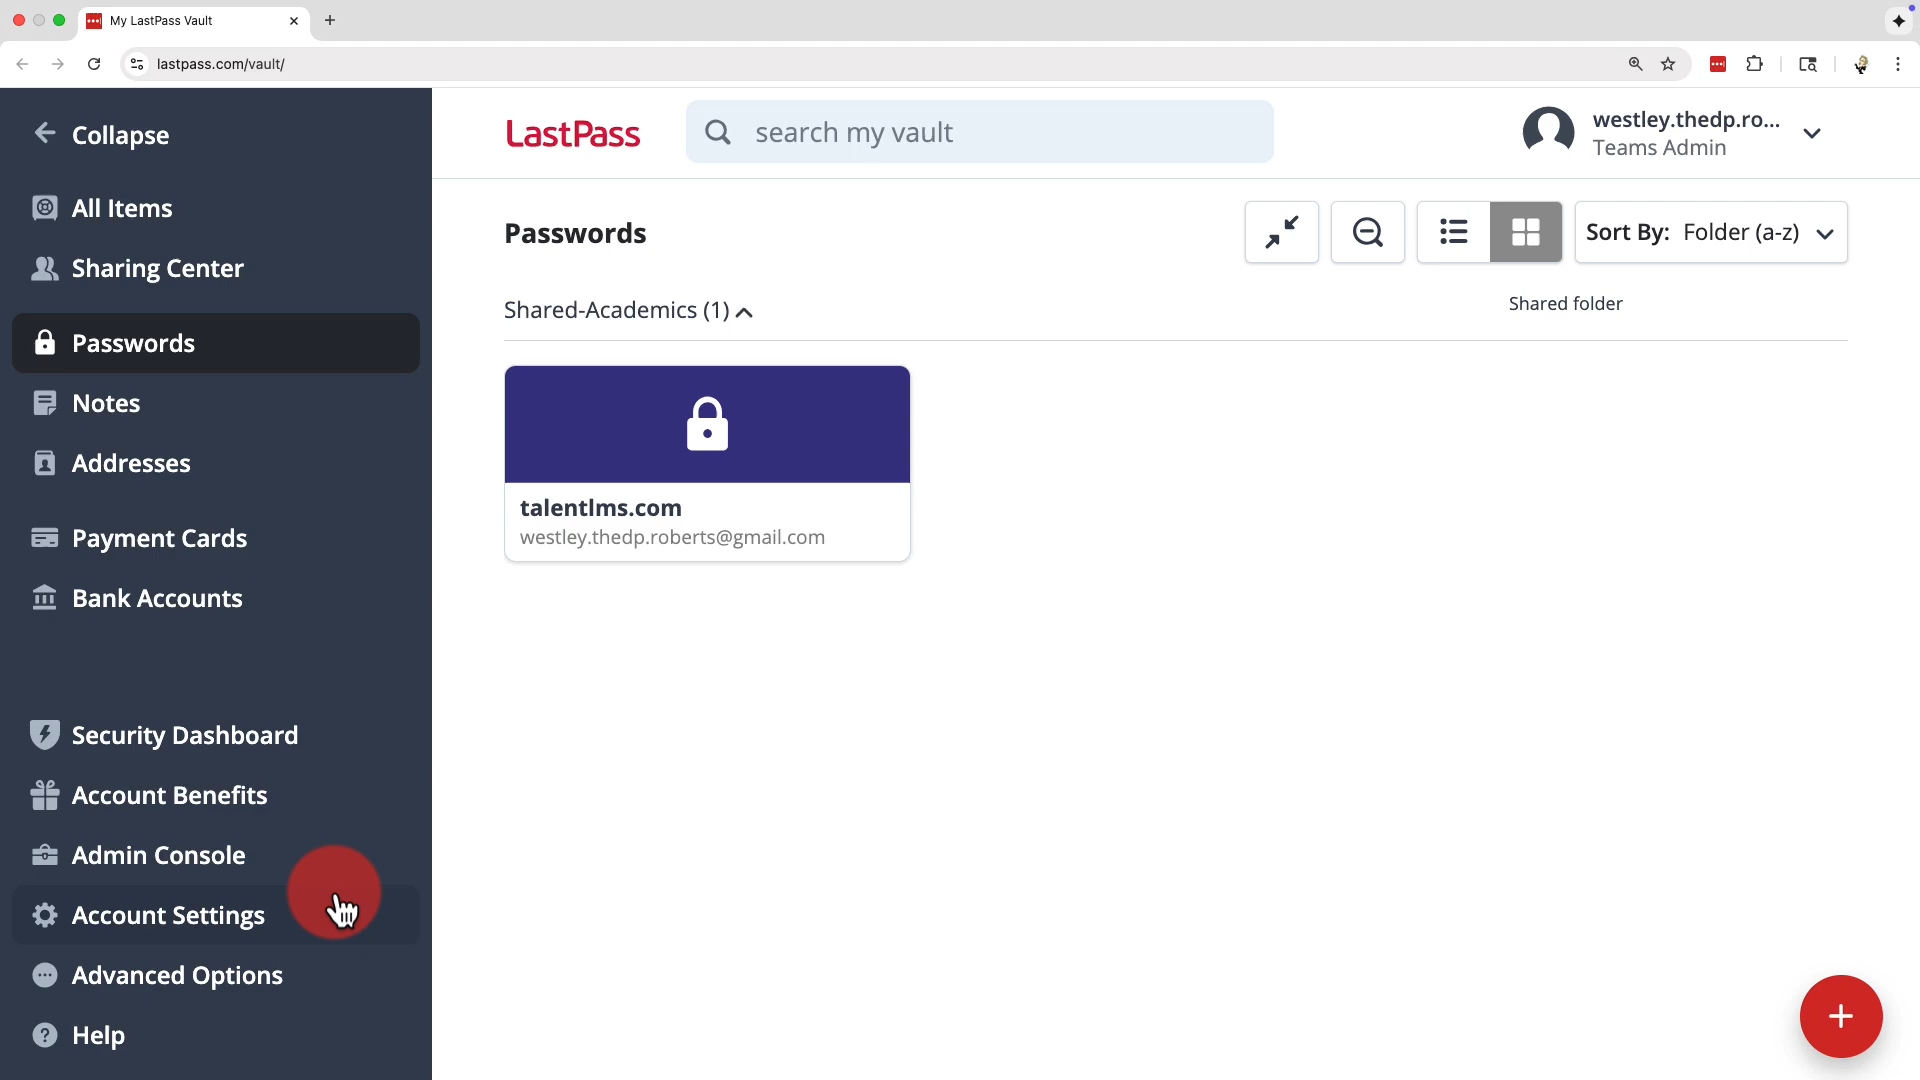 My LastPass Vault
lastpass.com/vault/
Collapse
All Items
Sharing Center
Passwords
Notes
Addresses
Payment Cards
Bank Accounts
Security Dashboard
Account Benefits
Admin Console
Account Settings
Advanced Options
Help
LastPass
search my vault
westley.thedp.ro...
Teams Admin
Passwords
Sort By: Folder (a-z)
Shared-Academics (1)
Shared folder
talentlms.com
westley.thedp.roberts@gmail.com